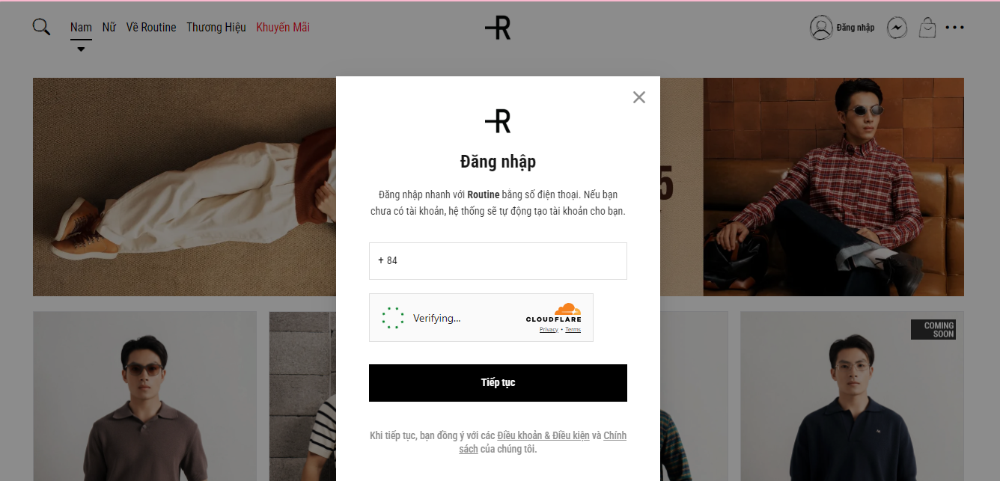 Nam Nữ Về Routine Thương Hiệu Khuyến Mãi
R
Đăng nhập
R
Đăng nhập
Đăng nhập nhanh với Routine bằng số điện thoại. Nếu bạn
chưa có tài khoản, hệ thống sẽ tự động tạo tài khoản cho bạn.
+ 84
Verifying...
CLOUDFLARE
Privacy • Terms
Tiếp tục
Khi tiếp tục, bạn đồng ý với các Điều khoản & Điều kiện và Chính
sách của chúng tôi.
5
COMING
SOON